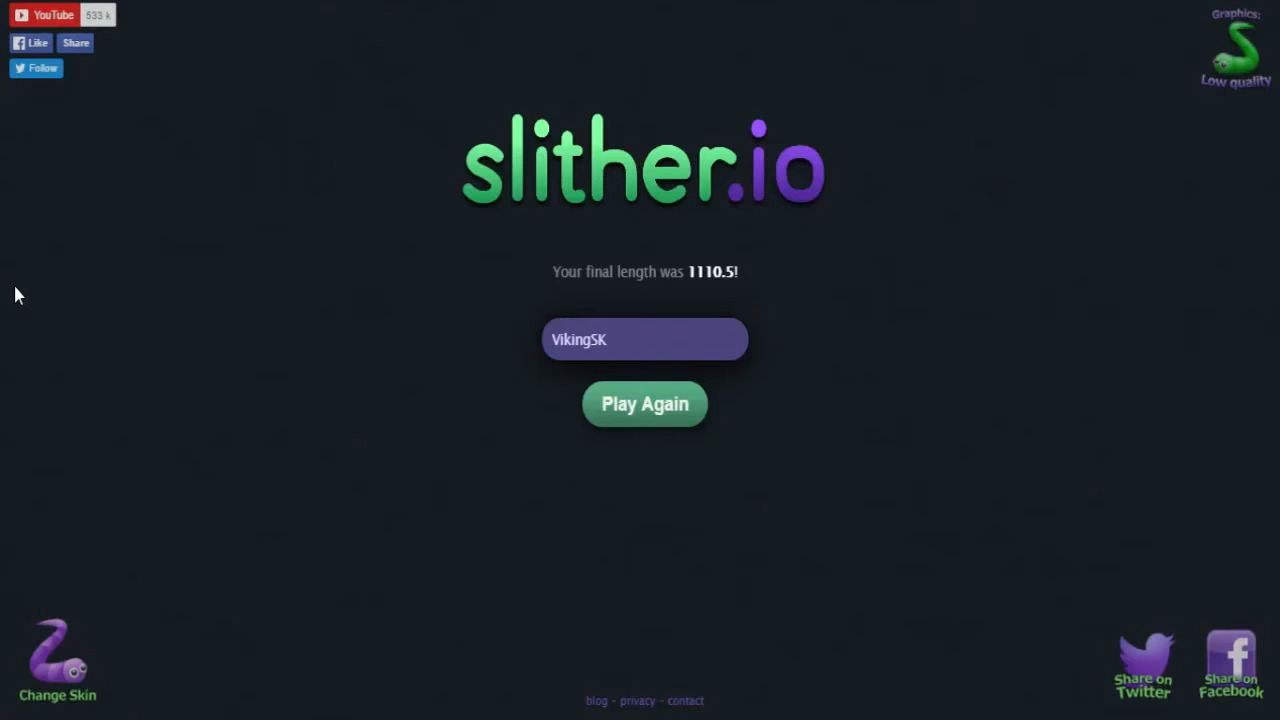 YouTube 533 k
Like Share
Follow
Graphics:
Low quality
slither.io
Your final length was 1110.5!
VikingSK
Play Again
Change Skin
blog - privacy - contact
Share on
Twitter
Share on
Facebook